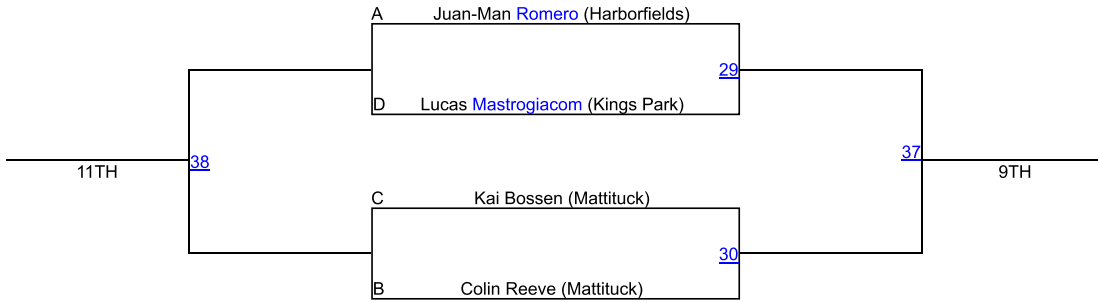 A Juan-Man Romero (Harborfields)
29
D Lucas Mastrogiacom (Kings Park)
37
38
11TH
9TH
C Kai Bossen (Mattituck)
30
B Colin Reeve (Mattituck)